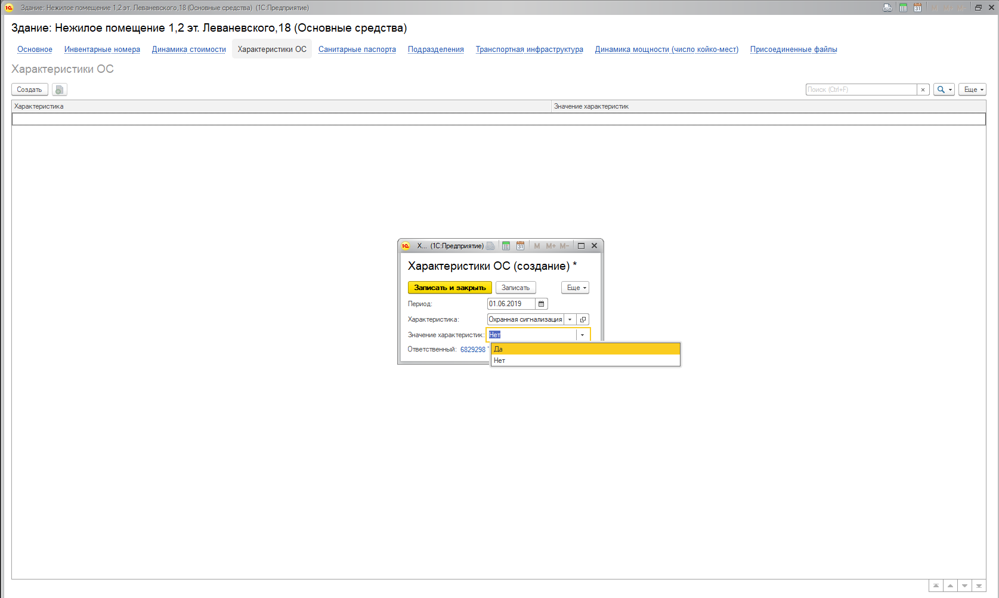 Здание: Нежилое помещение 1,2 эт. Леваневского,18 (Основные средства) (1С:Предприятие)
31 M M+ M-
Здание: Нежилое помещение 1,2 эт. Леваневского,18 (Основные средства)
Основное Инвентарные номера Динамика стоимости Характеристики ОС Санитарные паспорта Подразделения Транспортная инфраструктура Динамика мощности (число койко-мест) Присоединенные файлы
Характеристики ОС
Создать Поиск (Ctrl+F) × Еще
Характеристика Значение характеристик
Х... (1С:Предприятие) 31 M M+ M-
Характеристики ОС (создание) *
Записать и закрыть Записать Еще
Период: 01.06.2019
Характеристика: Охранная сигнализация
Значение характеристик: Нет
Ответственный: 6829298
Да
Нет